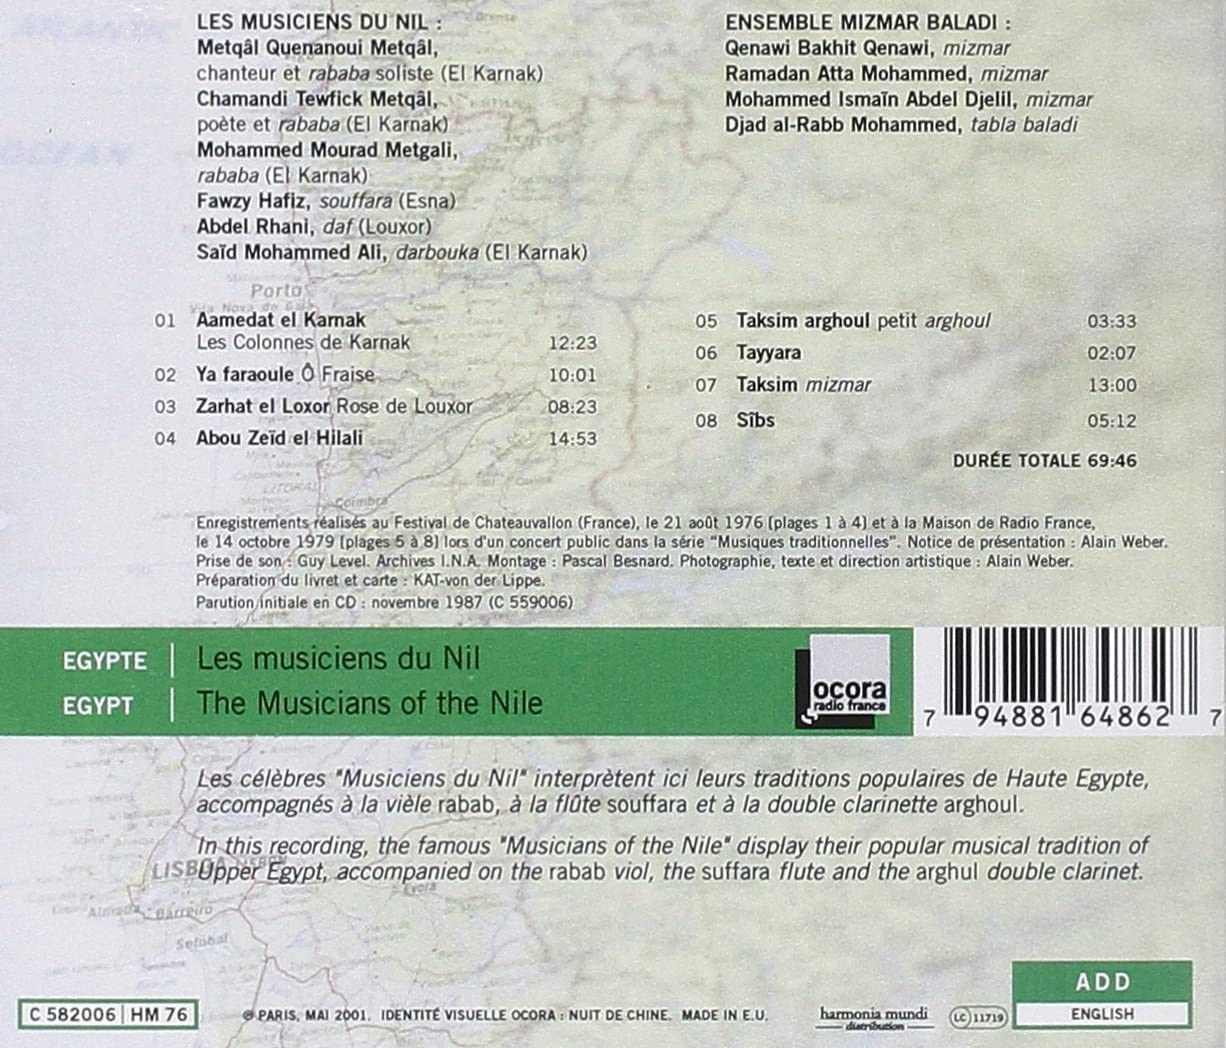 LES MUSICIENS DU NIL :
Metqâl Quenanoui Metqâl,
chanteur et rababa soliste (El Karnak)
Chamandi Tewfick Metqâl,
poète et rababa (El Karnak)
Mohammed Mourad Metgali,
rababa (El Karnak)
Fawzy Hafiz, souffara (Esna)
Abdel Rhani, daf (Louxor)
Saïd Mohammed Ali, darbouka (El Karnak)
ENSEMBLE MIZMAR BALADI :
Qenawi Bakhit Qenawi, mizmar
Ramadan Atta Mohammed, mizmar
Mohammed Ismaïn Abdel Djelil, mizmar
Djad al-Rabb Mohammed, tabla baladi
OCEAN
Porto
01 Aamedat el Karnak
Les Colonnes de Karnak 12:23
02 Ya faraoule Ô Fraise 10:01
03 Zarhat el Loxor Rose de Louxor 08:23
04 Abou Zeïd el Hilali 14:53
05 Taksim arghoul petit arghoul 03:33
06 Tayyara 02:07
07 Taksim mizmar 13:00
08 Sîbs 05:12
DURÉE TOTALE 69:46
Coimbra
Enregistrements réalisés au Festival de Chateauvallon (France), le 21 août 1976 [plages 1 à 4] et à la Maison de Radio France,
le 14 octobre 1979 [plages 5 à 8] lors d'un concert public dans la série "Musiques traditionnelles". Notice de présentation : Alain Weber.
Prise de son : Guy Level. Archives I.N.A. Montage : Pascal Besnard. Photographie, texte et direction artistique : Alain Weber.
Préparation du livret et carte : KAT-von der Lippe.
Parution initiale en CD : novembre 1987 (C 559006)
EGYPTE | Les musiciens du Nil
EGYPT | The Musicians of the Nile
ocora
radio france
7 94881 64862 7
Les célèbres "Musiciens du Nil" interprètent ici leurs traditions populaires de Haute Egypte,
accompagnés à la vièle rabab, à la flûte souffara et à la double clarinette arghoul.
In this recording, the famous "Musicians of the Nile" display their popular musical tradition of
Upper Egypt, accompanied on the rabab viol, the suffara flute and the arghul double clarinet.
LISBOA
Evora
Almada
Barreiro
Setubal
C 582006 | HM 76
℗ PARIS, MAI 2001. IDENTITÉ VISUELLE OCORA : NUIT DE CHINE. MADE IN E.U.
harmonia mundi
distribution
LC 11719
ADD
ENGLISH